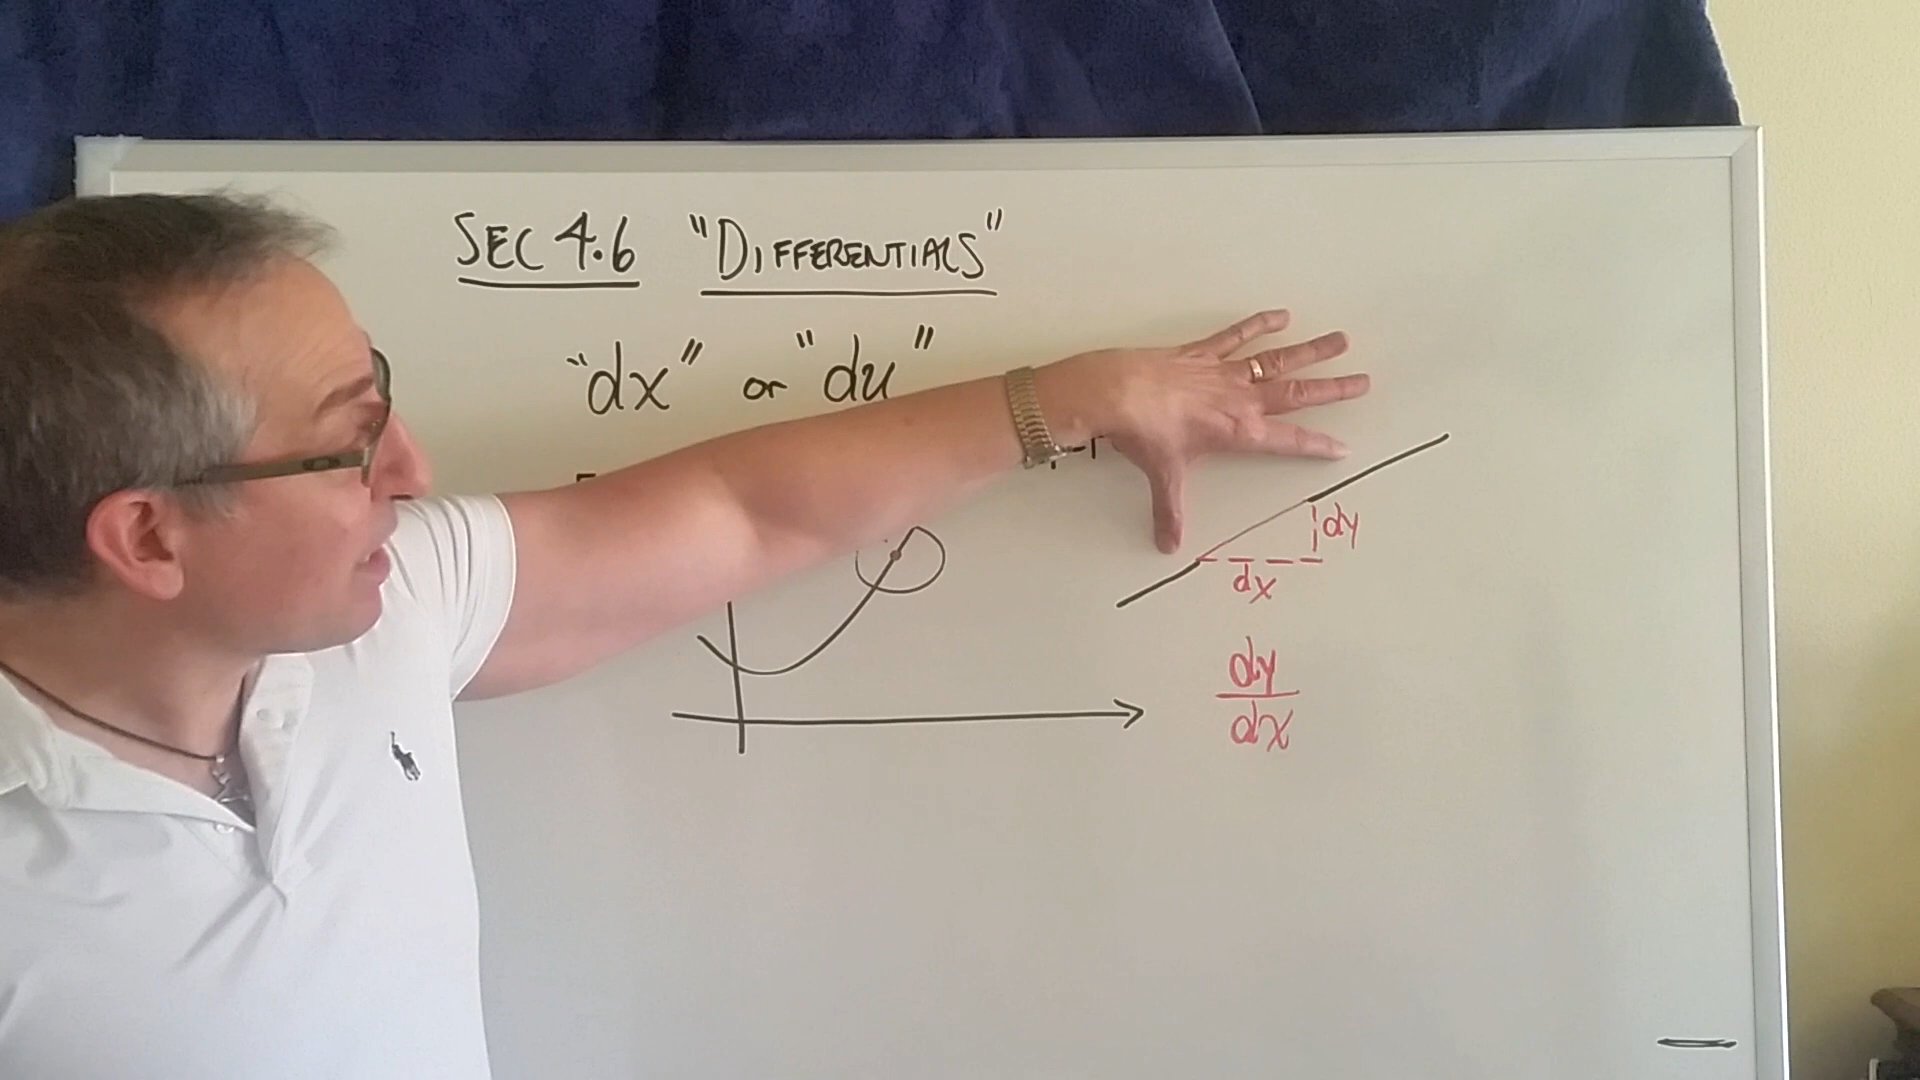 SEC 4.6 "DIFFERENTIALS"
"dx" or "du"
dy
dx
dy
dx